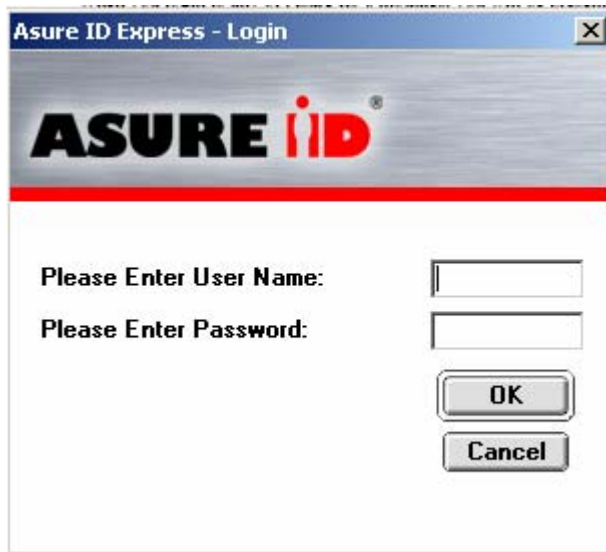 Asure ID Express - Login
ASURE iD®
Please Enter User Name:
Please Enter Password:
OK
Cancel